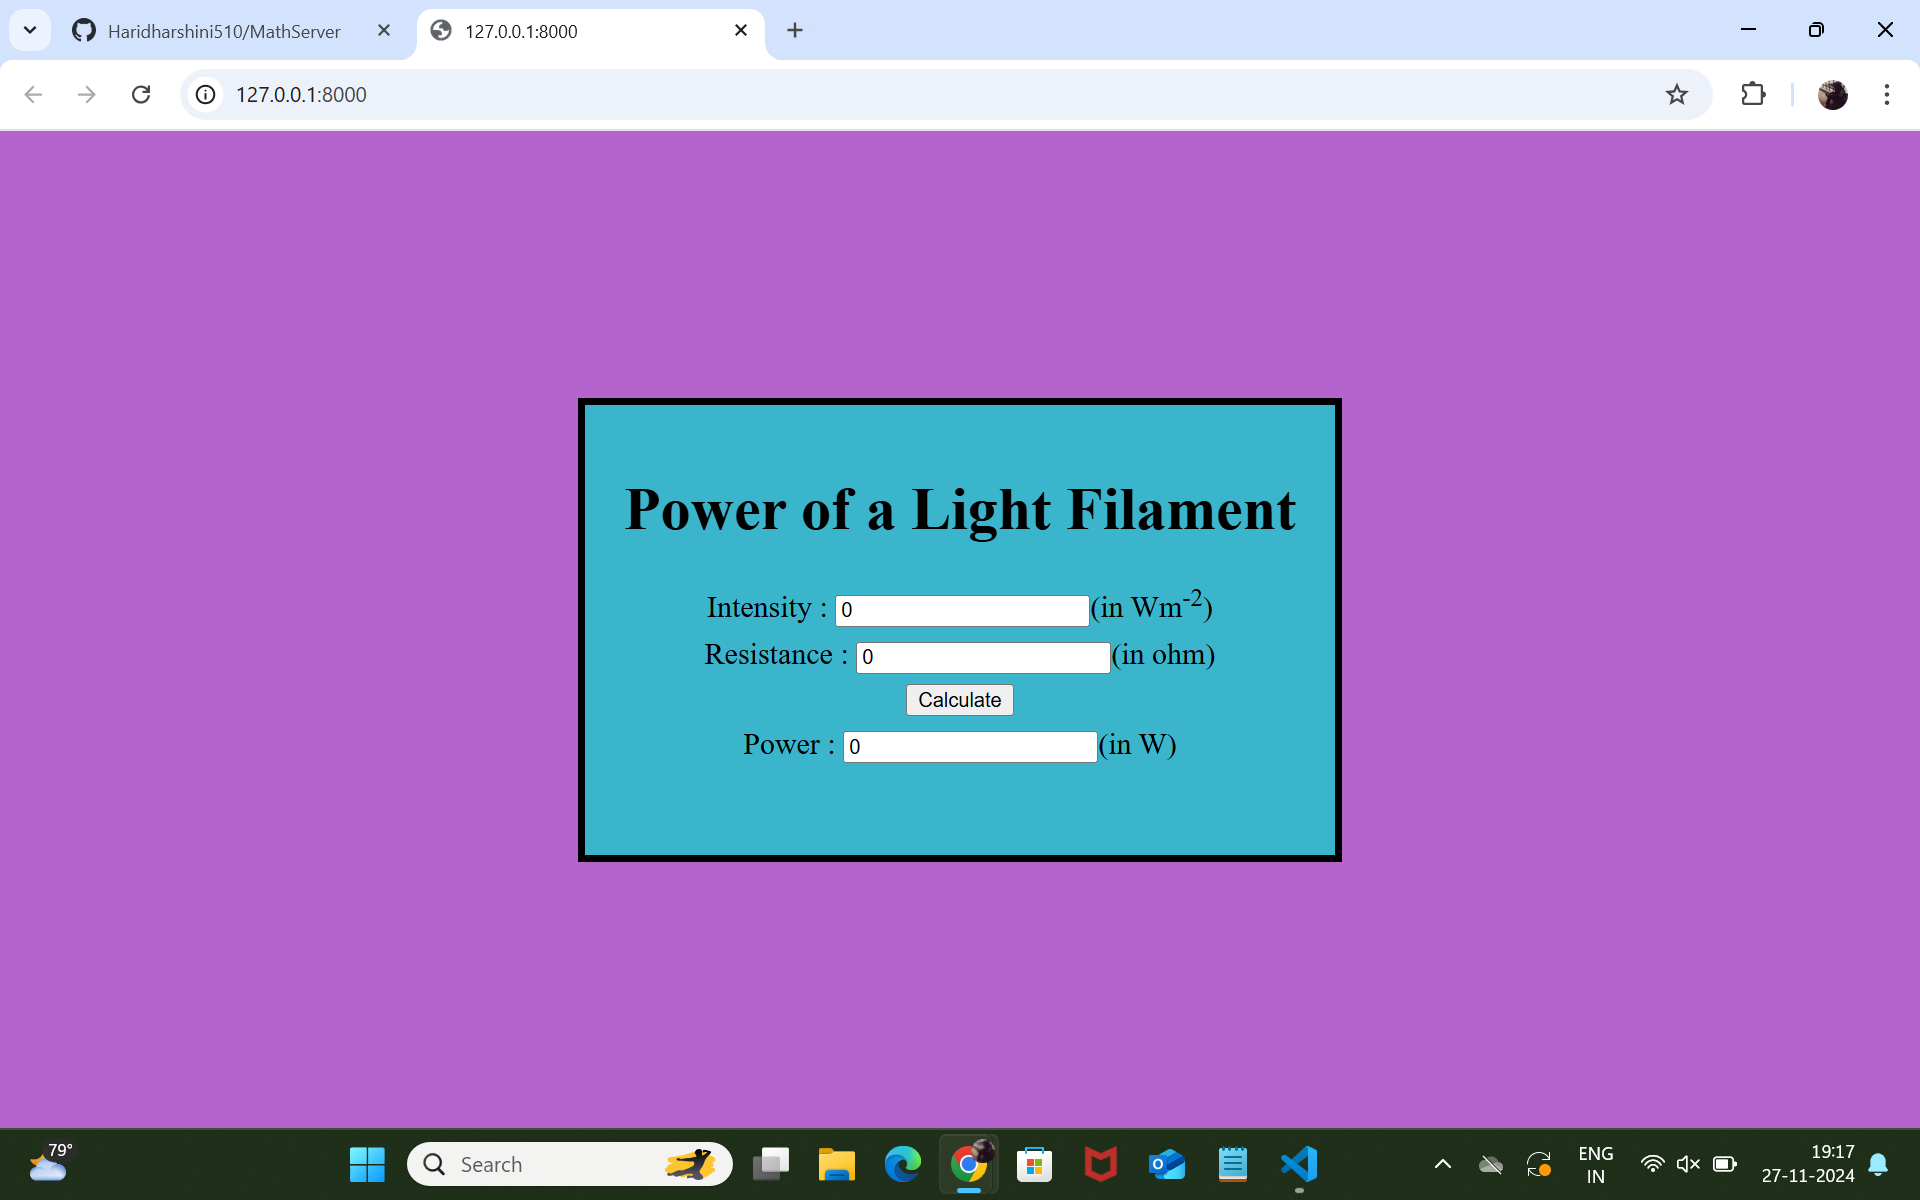 Haridharshini510/MathServer
127.0.0.1:8000
127.0.0.1:8000
Power of a Light Filament
Intensity : 0 (in Wm-2)
Resistance : 0 (in ohm)
Calculate
Power : 0 (in W)
79°
Search
ENG
IN
19:17
27-11-2024